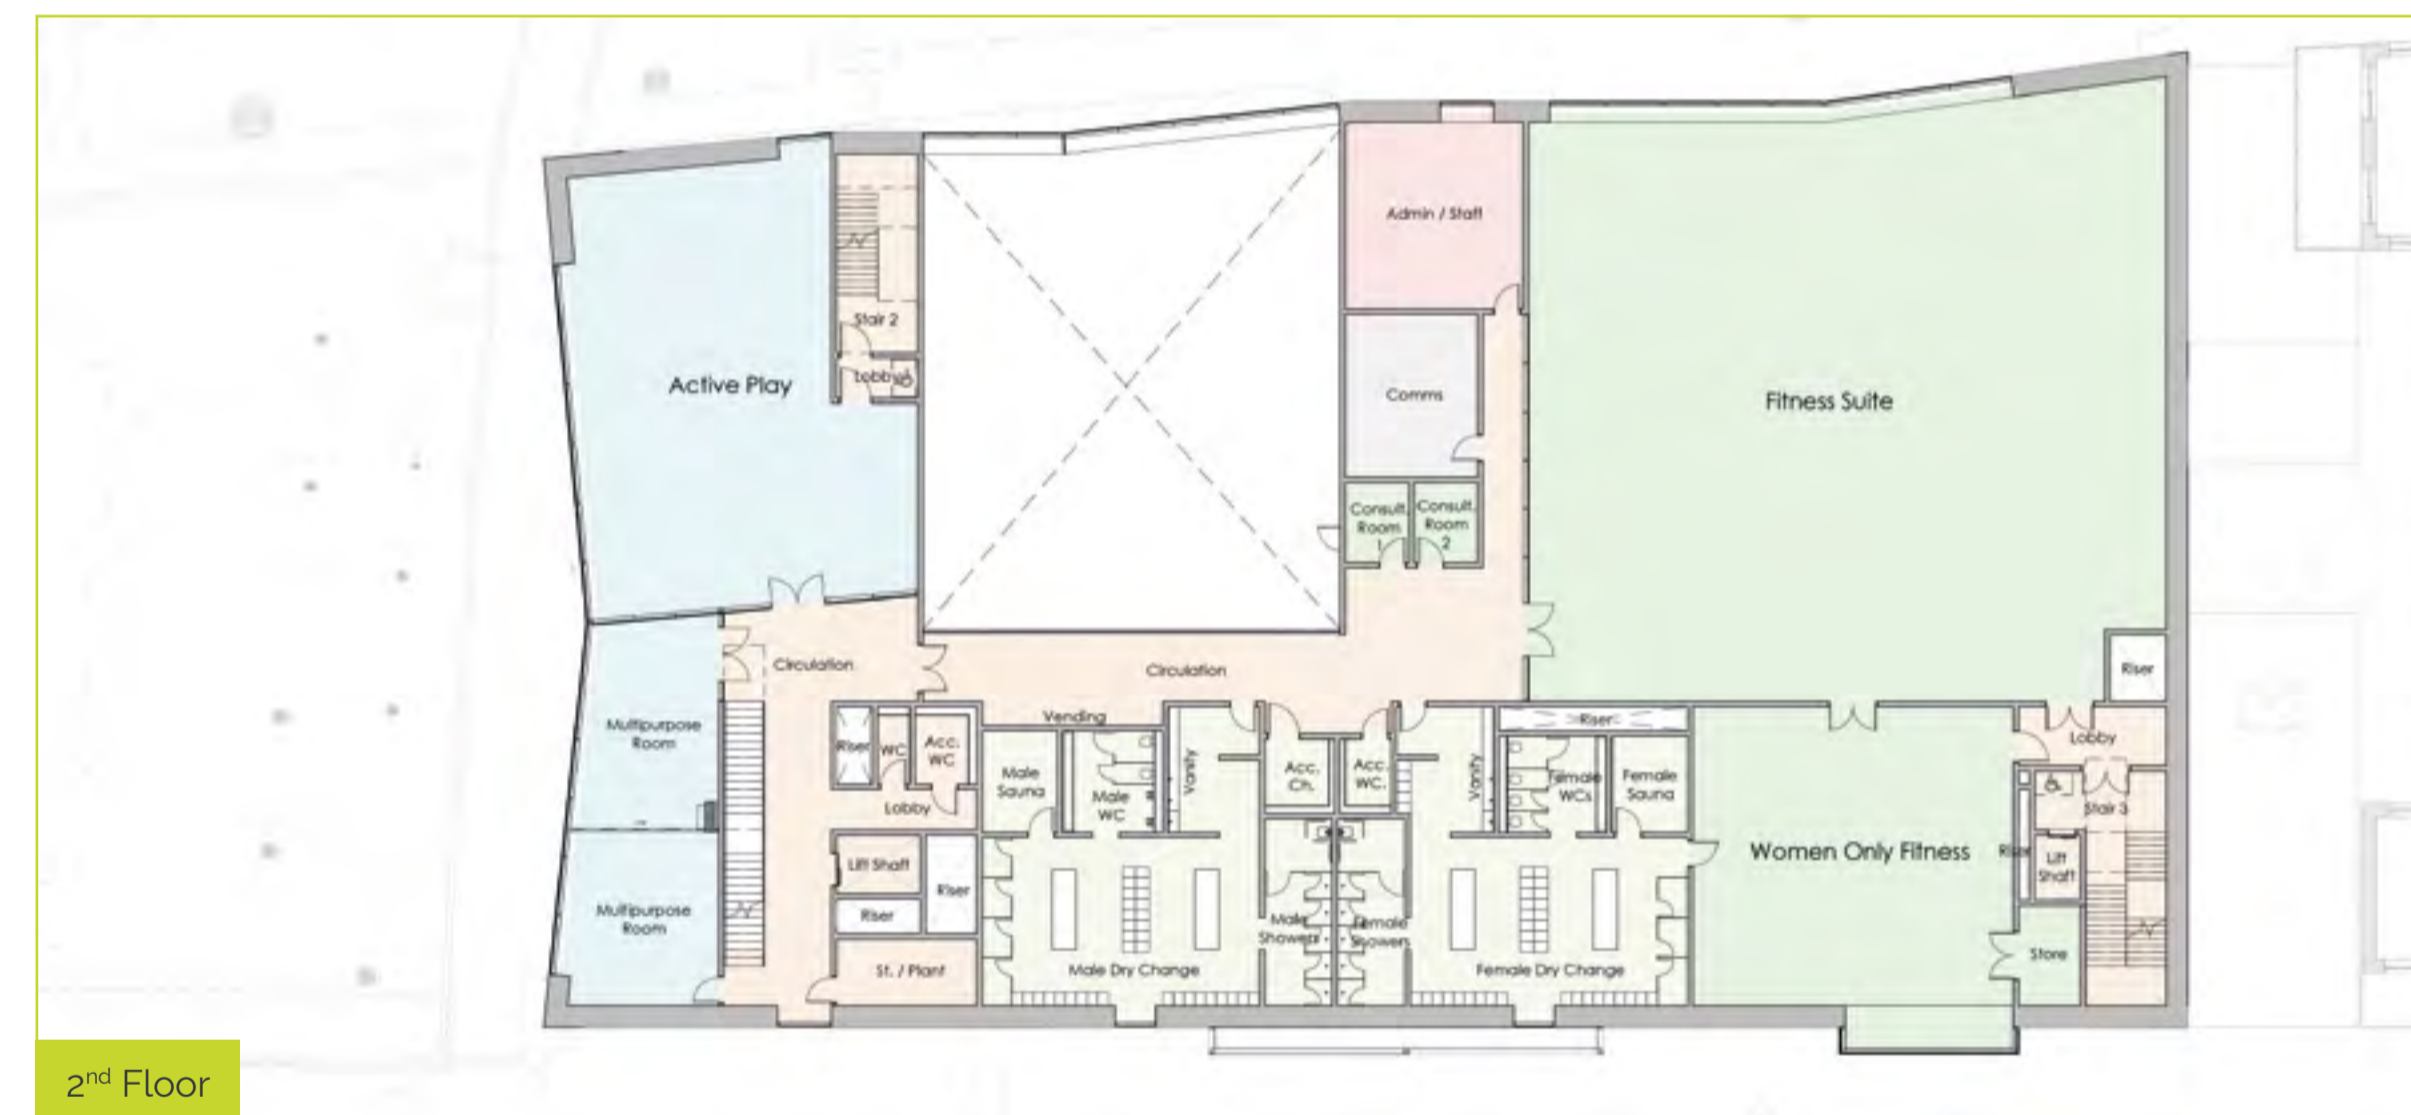 Admin / Staff
Stair 2
Lobby
Active Play
Comms
Fitness Suite
Consult.
Room
1
Consult.
Room
2
Circulation
Circulation
Riser
Multipurpose
Room
Vending
Riser
WC
Acc.
WC
Lobby
Male
Sauna
Male
WC
Vanity
Acc.
Ch.
Acc.
WC.
Vanity
Riser
Female
WCs
Female
Sauna
Lobby
Stair 3
Women Only Fitness
Riser
Lift
Shaft
Lift Shaft
Riser
Riser
Multipurpose
Room
Male
Showers
Female
Showers
Store
St. / Plant
Male Dry Change
Female Dry Change
2nd Floor